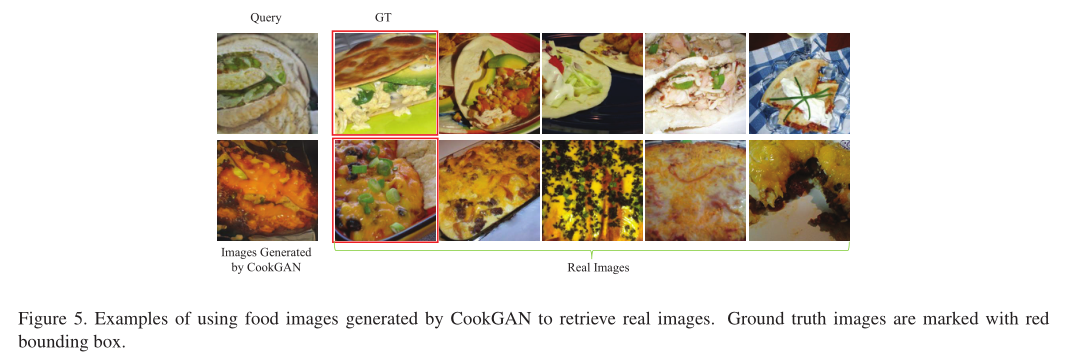 Query GT
Images Generated
by CookGAN
Real Images
Figure 5. Examples of using food images generated by CookGAN to retrieve real images. Ground truth images are marked with red
bounding box.